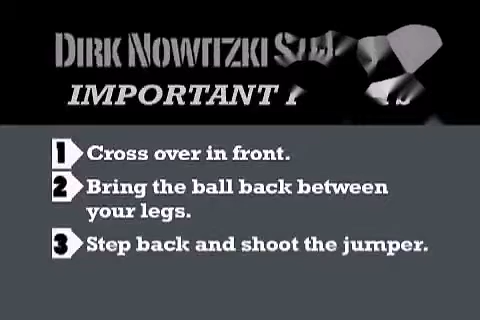 DIRK NOWITZKI
IMPORTANT
1 Cross over in front.
2 Bring the ball back between
your legs.
3 Step back and shoot the jumper.